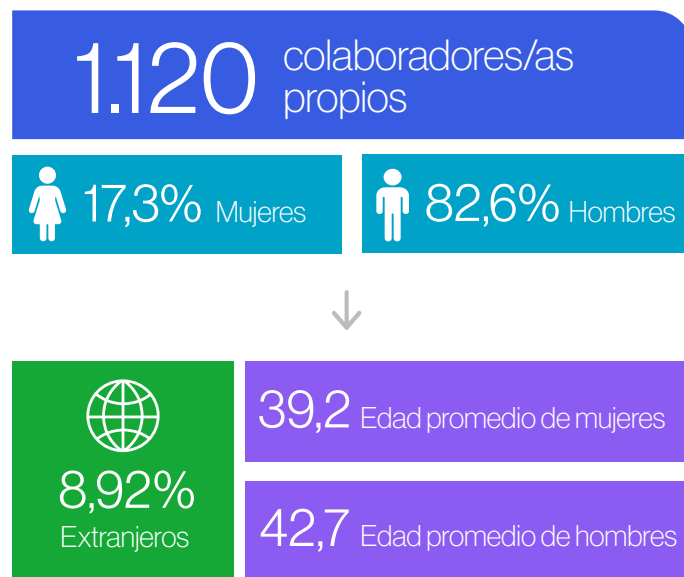 1.120 colaboradores/as
propios
17,3% Mujeres
82,6% Hombres
8,92%
Extranjeros
39,2 Edad promedio de mujeres
42,7 Edad promedio de hombres